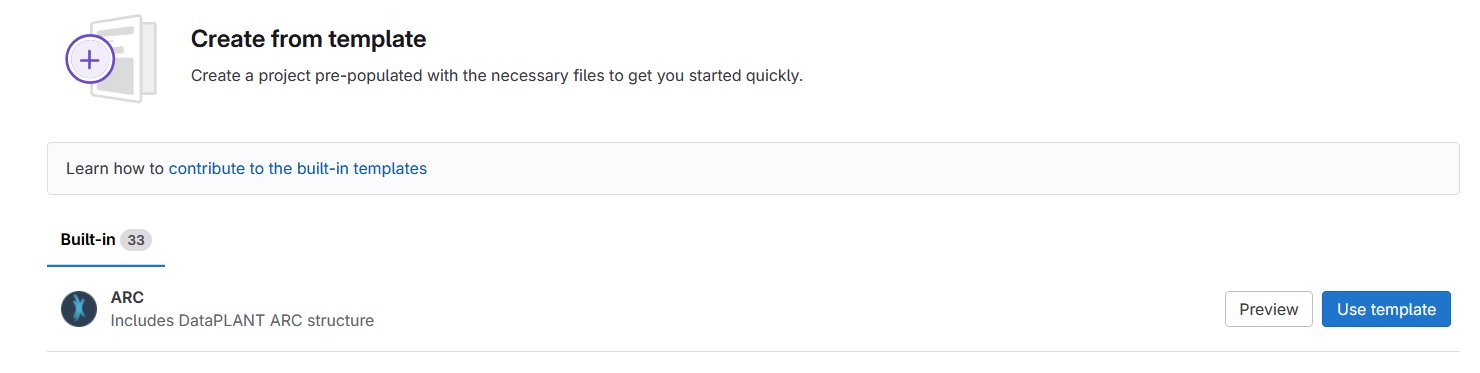 Create from template
Create a project pre-populated with the necessary files to get you started quickly.
Learn how to contribute to the built-in templates
Built-in 33
ARC
Includes DataPLANT ARC structure
Preview
Use template